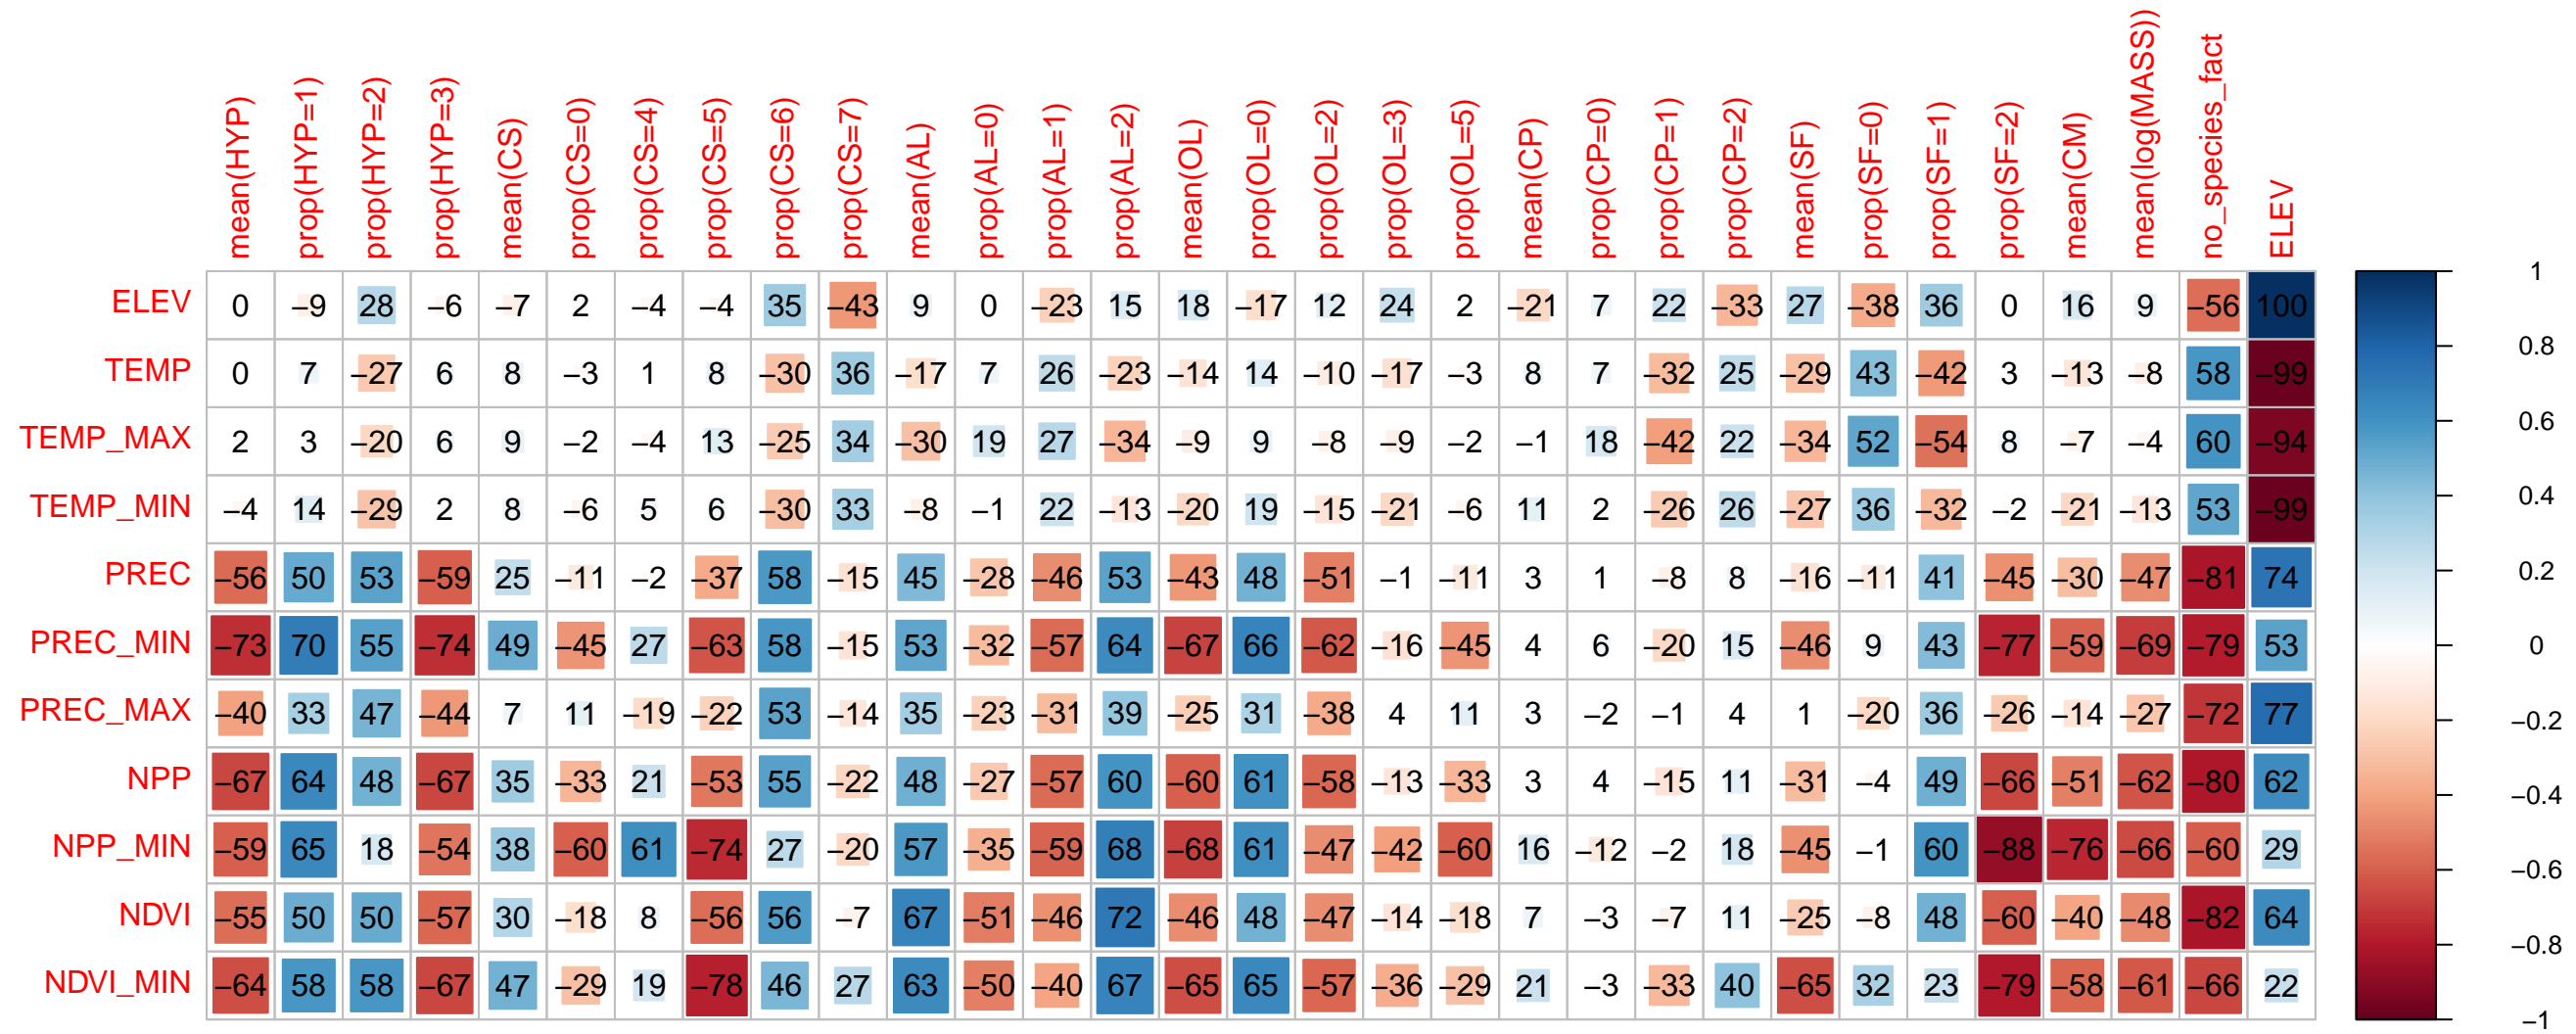 mean(HYP) prop(HYP=1) prop(HYP=2) prop(HYP=3) mean(CS) prop(CS=0) prop(CS=4) prop(CS=5) prop(CS=6) prop(CS=7) mean(AL) prop(AL=0) prop(AL=1) prop(AL=2) mean(OL) prop(OL=0) prop(OL=2) prop(OL=3) prop(OL=5) mean(CP) prop(CP=0) prop(CP=1) prop(CP=2) mean(SF) prop(SF=0) prop(SF=1) prop(SF=2) mean(CM) mean(log(MASS)) no_species_fact ELEV
ELEV 0 −9 28 −6 −7 2 −4 −4 35 −43 9 0 −23 15 18 −17 12 24 2 −21 7 22 −33 27 −38 36 0 16 9 −56 100
TEMP 0 7 −27 6 8 −3 1 8 −30 36 −17 7 26 −23 −14 14 −10 −17 −3 8 7 −32 25 −29 43 −42 3 −13 −8 58 −99
TEMP_MAX 2 3 −20 6 9 −2 −4 13 −25 34 −30 19 27 −34 −9 9 −8 −9 −2 −1 18 −42 22 −34 52 −54 8 −7 −4 60 −94
TEMP_MIN −4 14 −29 2 8 −6 5 6 −30 33 −8 −1 22 −13 −20 19 −15 −21 −6 11 2 −26 26 −27 36 −32 −2 −21 −13 53 −99
PREC −56 50 53 −59 25 −11 −2 −37 58 −15 45 −28 −46 53 −43 48 −51 −1 −11 3 1 −8 8 −16 −11 41 −45 −30 −47 −81 74
PREC_MIN −73 70 55 −74 49 −45 27 −63 58 −15 53 −32 −57 64 −67 66 −62 −16 −45 4 6 −20 15 −46 9 43 −77 −59 −69 −79 53
PREC_MAX −40 33 47 −44 7 11 −19 −22 53 −14 35 −23 −31 39 −25 31 −38 4 11 3 −2 −1 4 1 −20 36 −26 −14 −27 −72 77
NPP −67 64 48 −67 35 −33 21 −53 55 −22 48 −27 −57 60 −60 61 −58 −13 −33 3 4 −15 11 −31 −4 49 −66 −51 −62 −80 62
NPP_MIN −59 65 18 −54 38 −60 61 −74 27 −20 57 −35 −59 68 −68 61 −47 −42 −60 16 −12 −2 18 −45 −1 60 −88 −76 −66 −60 29
NDVI −55 50 50 −57 30 −18 8 −56 56 −7 67 −51 −46 72 −46 48 −47 −14 −18 7 −3 −7 11 −25 −8 48 −60 −40 −48 −82 64
NDVI_MIN −64 58 58 −67 47 −29 19 −78 46 27 63 −50 −40 67 −65 65 −57 −36 −29 21 −3 −33 40 −65 32 23 −79 −58 −61 −66 22
1
0.8
0.6
0.4
0.2
0
−0.2
−0.4
−0.6
−0.8
−1